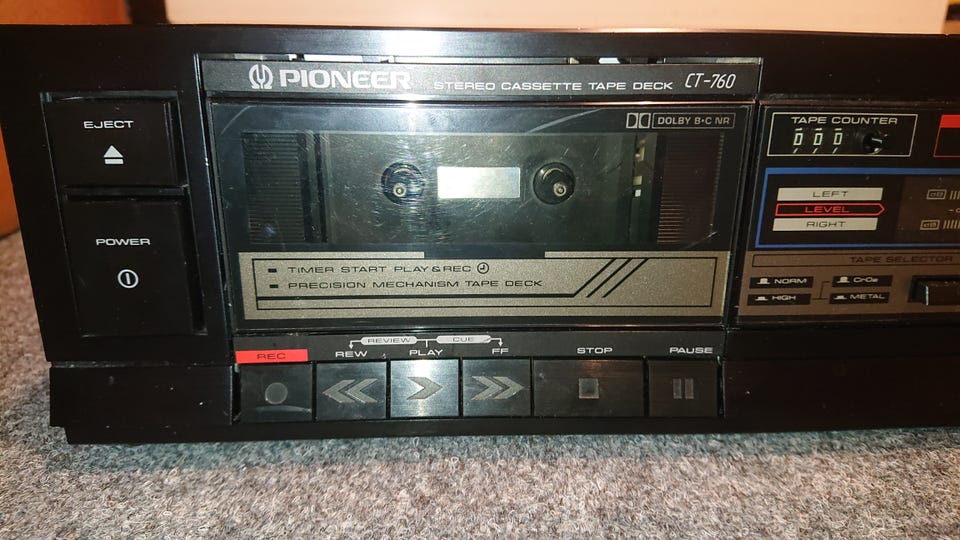 PIONEER STEREO CASSETTE TAPE DECK CT-760
EJECT
POWER
DOLBY B·C NR
TIMER START PLAY & REC
PRECISION MECHANISM TAPE DECK
TAPE COUNTER
000
LEFT
LEVEL
RIGHT
TAPE SELECTOR
NORM
CrO₂
HIGH
METAL
REVIEW
CUE
REC
REW
PLAY
FF
STOP
PAUSE